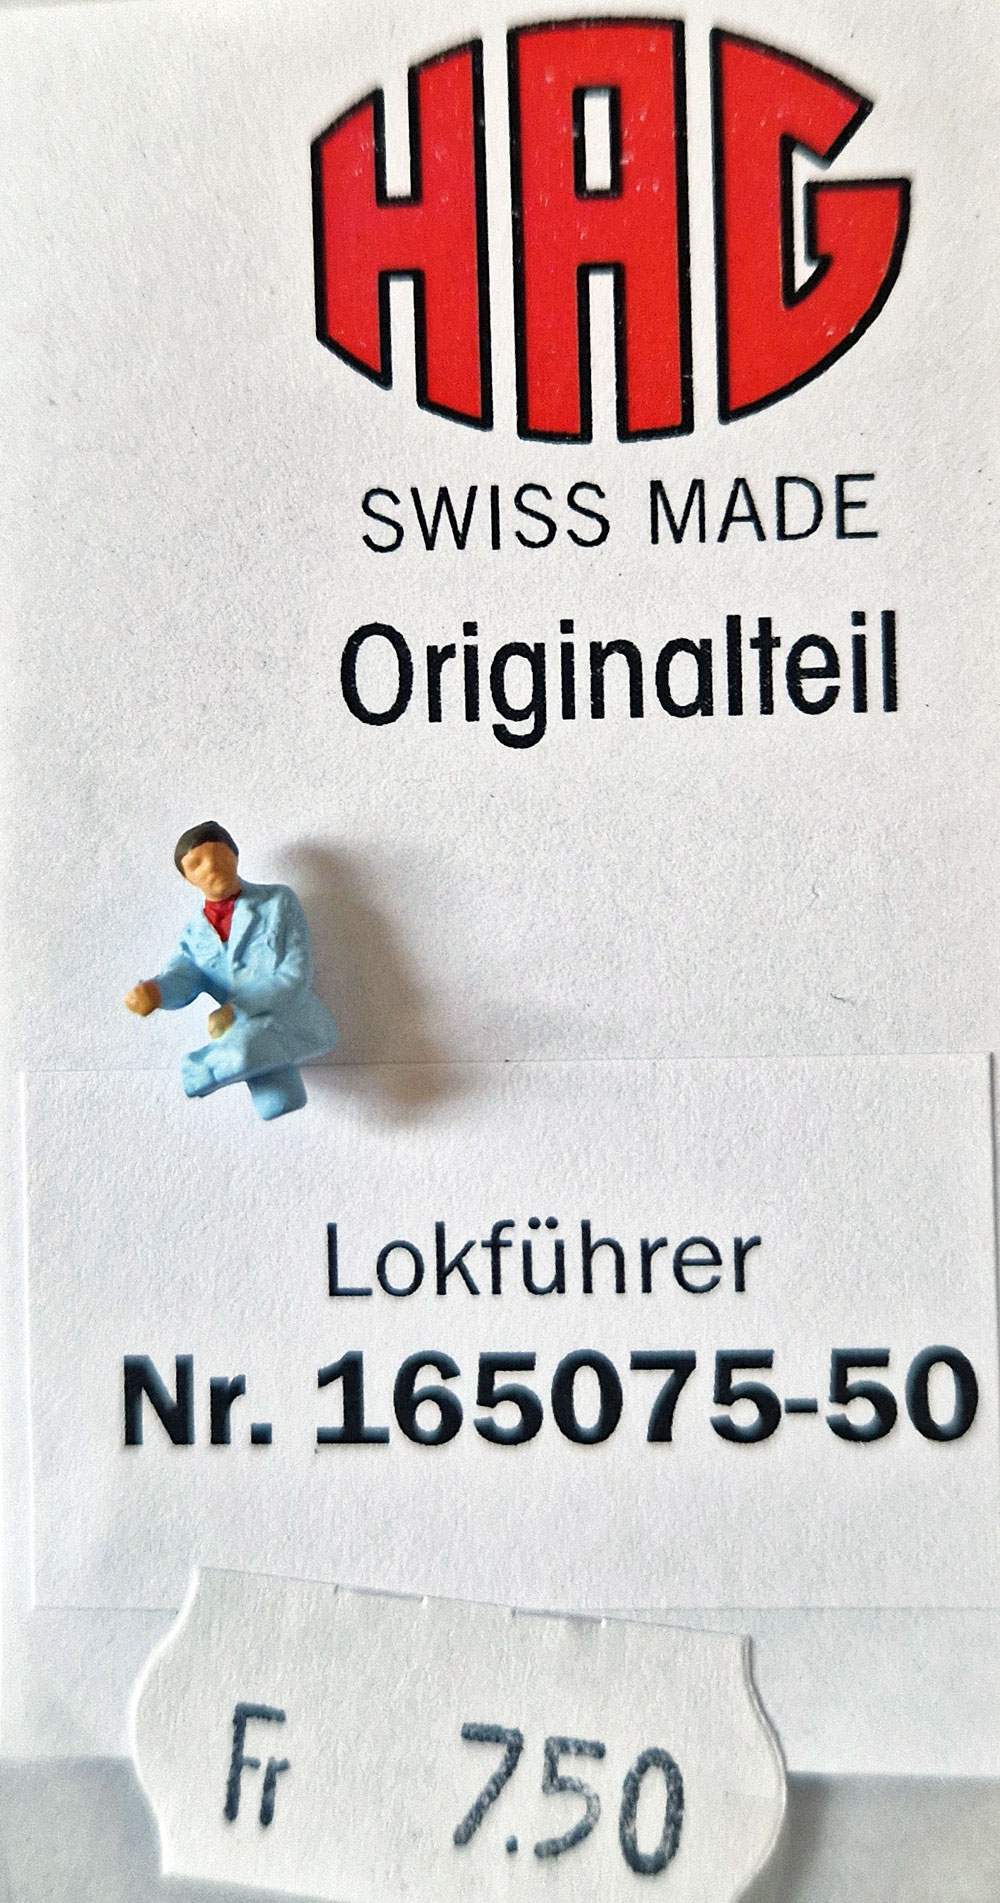 HAG
SWISS MADE
Originalteil
Lokführer
Nr. 165075-50
Fr 7.50